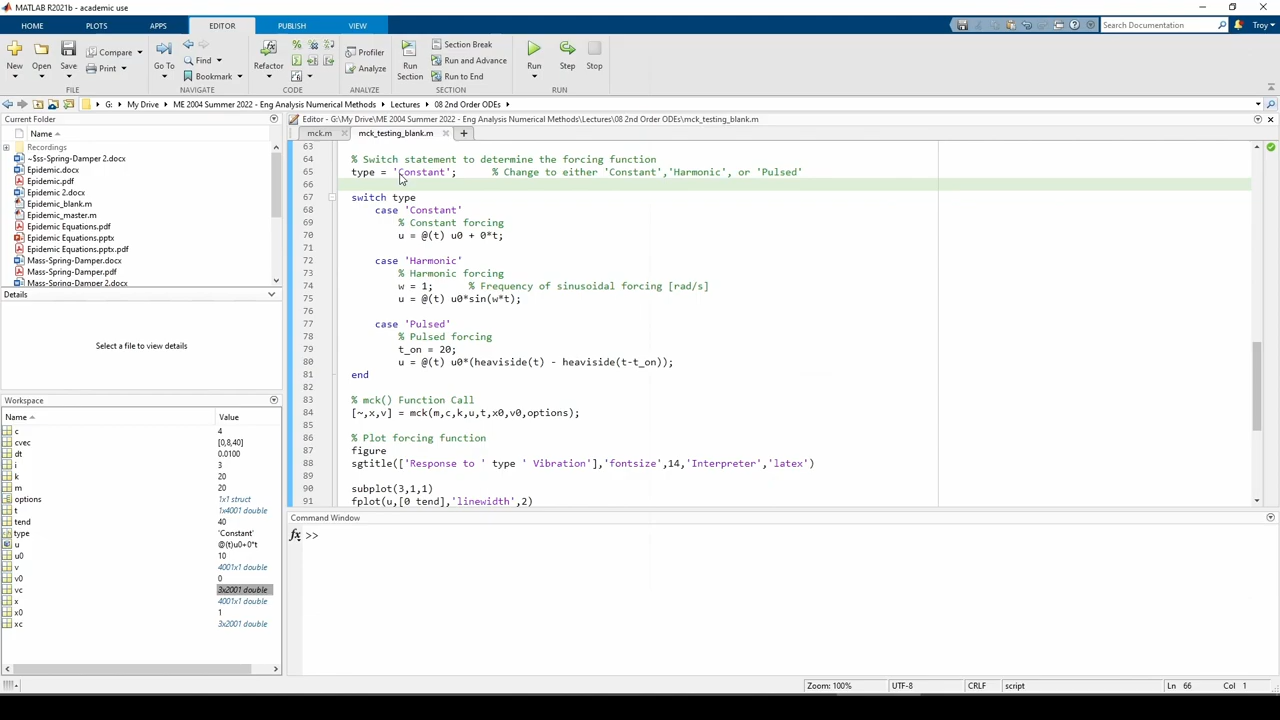 MATLAB R2021b - academic use
HOME PLOTS APPS EDITOR PUBLISH VIEW
Search Documentation
Troy
New Open Save Compare Print
Go To Find Bookmark
Refactor
Profiler Analyze
Run Section
Section Break
Run and Advance
Run to End
Run Step Stop
FILE NAVIGATE CODE ANALYZE SECTION RUN
G: My Drive ME 2004 Summer 2022 - Eng Analysis Numerical Methods Lectures 08 2nd Order ODEs
Current Folder
Name
Recordings
~$ss-Spring-Damper 2.docx
Epidemic.docx
Epidemic.pdf
Epidemic 2.docx
Epidemic_blank.m
Epidemic_master.m
Epidemic Equations.pdf
Epidemic Equations.pptx
Epidemic Equations.pptx.pdf
Mass-Spring-Damper.docx
Mass-Spring-Damper.pdf
Mass-Spring-Damper 2.docx
Details
Select a file to view details
Workspace
Name Value
c 4
cvec [0,8,40]
dt 0.0100
i 3
k 20
m 20
options 1x1 struct
t 1x4001 double
tend 40
type 'Constant'
u @(t)u0+0*t
u0 10
v 4001x1 double
v0 0
vc 3x2001 double
x 4001x1 double
x0 1
xc 3x2001 double
Editor - G:\My Drive\ME 2004 Summer 2022 - Eng Analysis Numerical Methods\Lectures\08 2nd Order ODEs\mck_testing_blank.m
mck.m mck_testing_blank.m
63
64 % Switch statement to determine the forcing function
65 type = 'Constant'; % Change to either 'Constant','Harmonic', or 'Pulsed'
66
67 switch type
68 case 'Constant'
69 % Constant forcing
70 u = @(t) u0 + 0*t;
71
72 case 'Harmonic'
73 % Harmonic forcing
74 w = 1; % Frequency of sinusoidal forcing [rad/s]
75 u = @(t) u0*sin(w*t);
76
77 case 'Pulsed'
78 % Pulsed forcing
79 t_on = 20;
80 u = @(t) u0*(heaviside(t) - heaviside(t-t_on));
81 end
82
83 % mck() Function Call
84 [~,x,v] = mck(m,c,k,u,t,x0,v0,options);
85
86 % Plot forcing function
87 figure
88 sgtitle(['Response to ' type ' Vibration'],'fontsize',14,'Interpreter','latex')
89
90 subplot(3,1,1)
91 fplot(u,[0 tend],'linewidth',2)
Command Window
fx >>
Zoom: 100% UTF-8 CRLF script Ln 66 Col 1